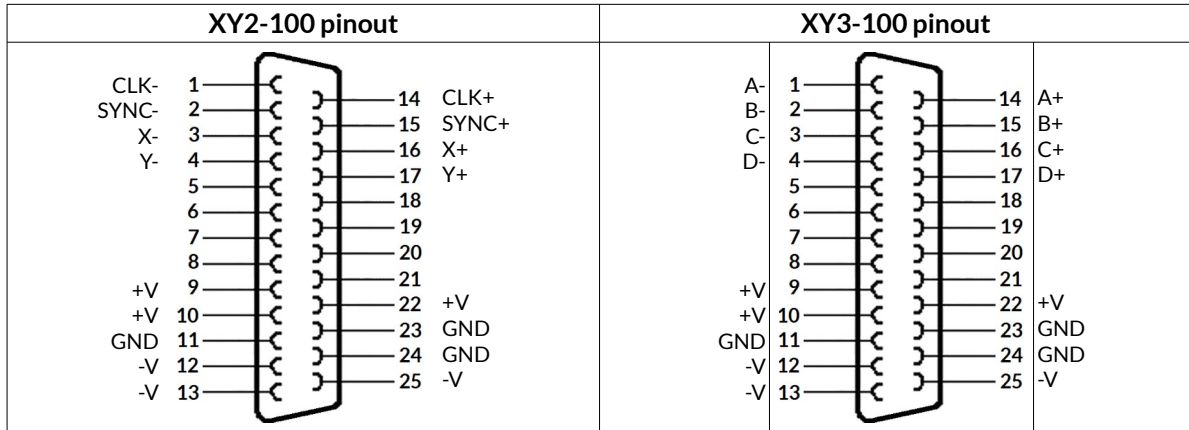 XY2-100 pinout
CLK- 1
14 CLK+
SYNC- 2
15 SYNC+
X- 3
16 X+
Y- 4
17 Y+
5
18
6
19
7
20
8
21
+V 9
22 +V
+V 10
23 GND
GND 11
24 GND
-V 12
25 -V
-V 13
XY3-100 pinout
A- 1
14 A+
B- 2
15 B+
C- 3
16 C+
D- 4
17 D+
5
18
6
19
7
20
8
21
+V 9
22 +V
+V 10
23 GND
GND 11
24 GND
-V 12
25 -V
-V 13